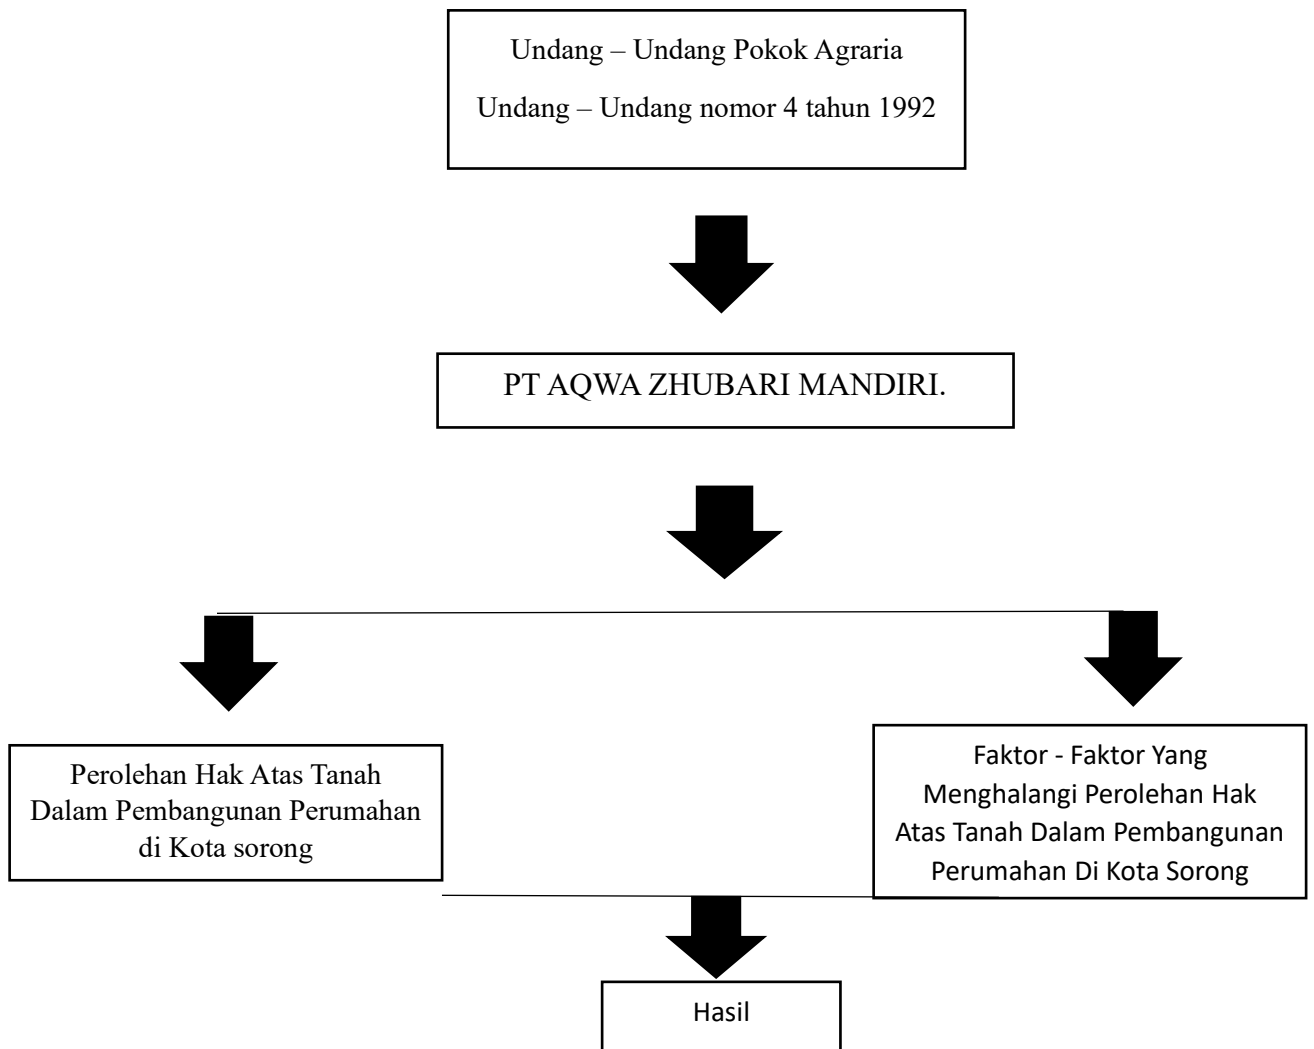 Undang – Undang Pokok Agraria
Undang – Undang nomor 4 tahun 1992
PT AQWA ZHUBARI MANDIRI.
Perolehan Hak Atas Tanah
Dalam Pembangunan Perumahan
di Kota sorong
Faktor - Faktor Yang
Menghalangi Perolehan Hak
Atas Tanah Dalam Pembangunan
Perumahan Di Kota Sorong
Hasil